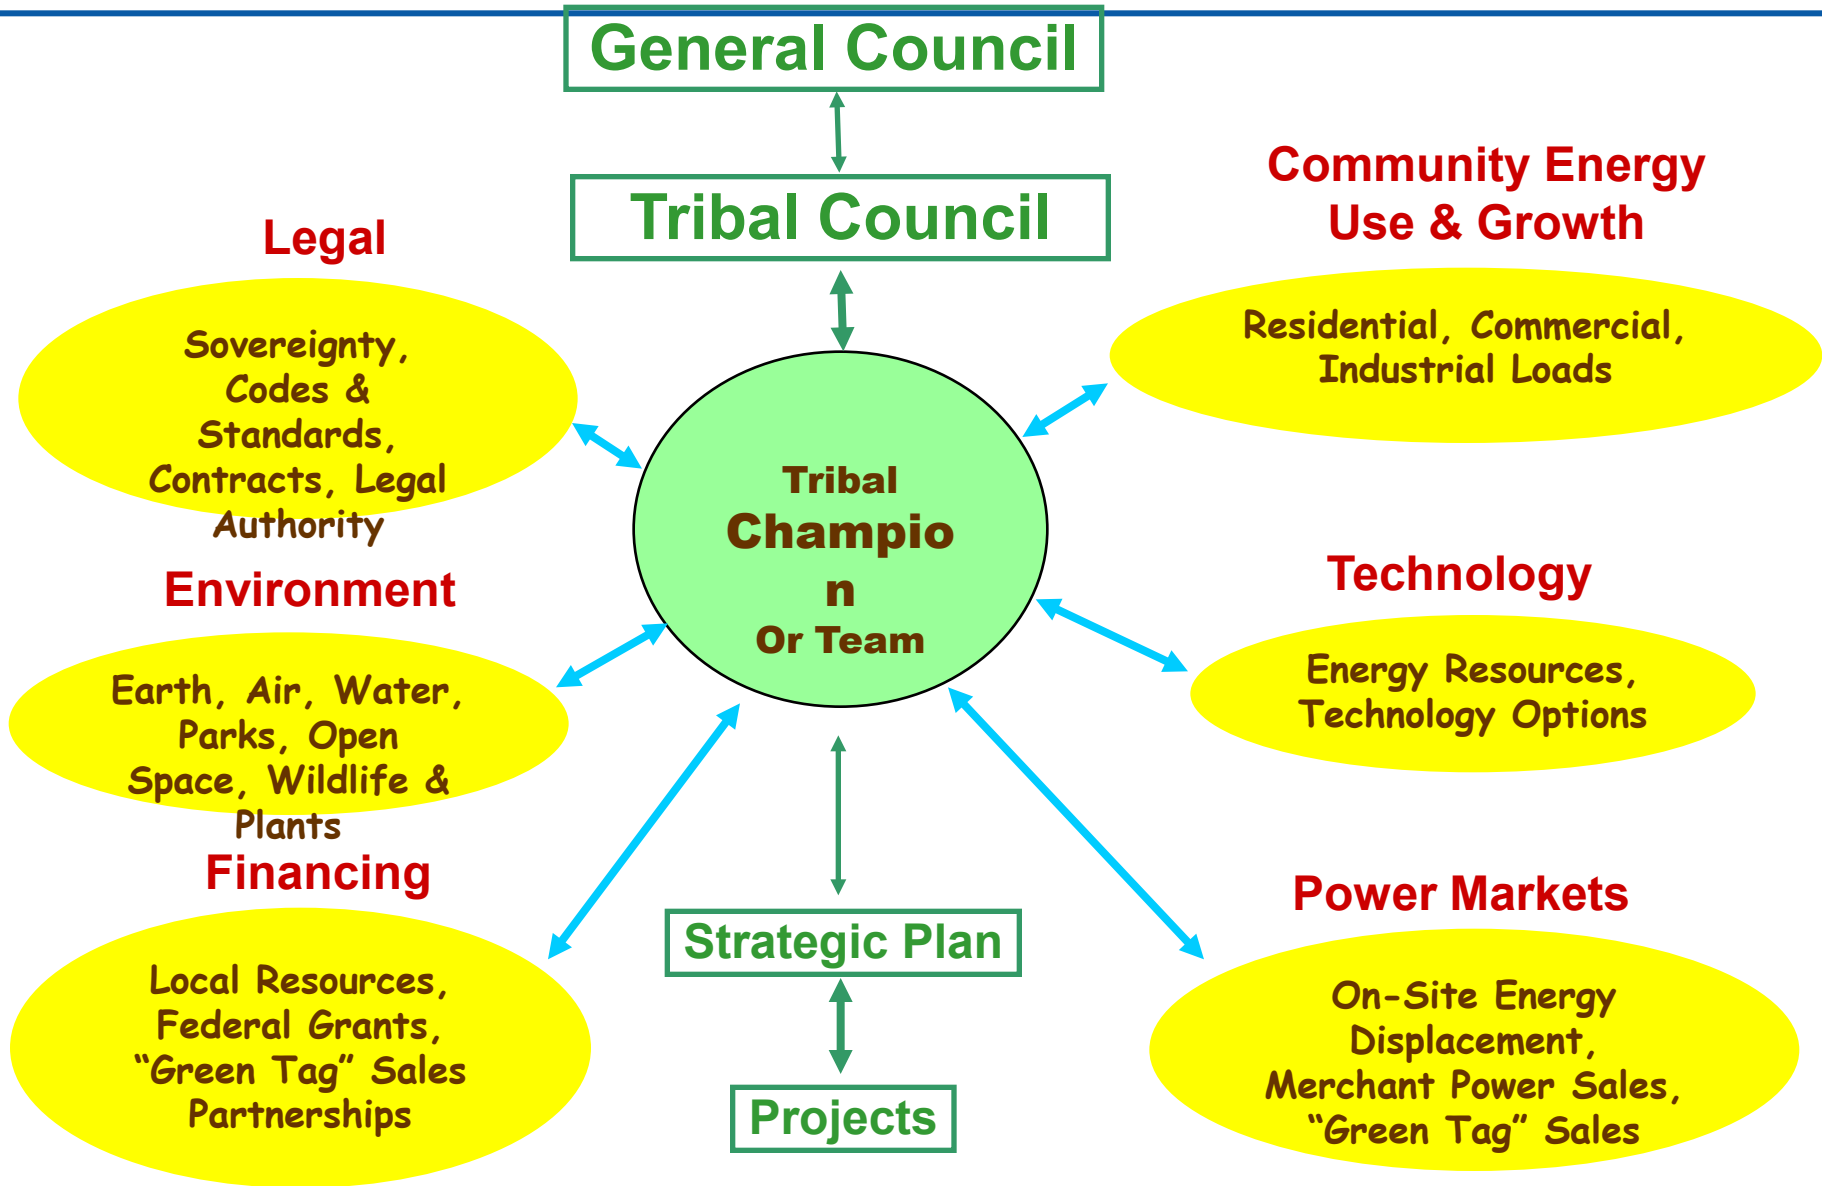 General Council
Tribal Council
Legal
Sovereignty,
Codes &
Standards,
Contracts, Legal
Authority
Environment
Earth, Air, Water,
Parks, Open
Space, Wildlife &
Plants
Financing
Local Resources,
Federal Grants,
“Green Tag” Sales
Partnerships
Tribal
Champio
n
Or Team
Strategic Plan
Projects
Community Energy
Use & Growth
Residential, Commercial,
Industrial Loads
Technology
Energy Resources,
Technology Options
Power Markets
On-Site Energy
Displacement,
Merchant Power Sales,
“Green Tag” Sales